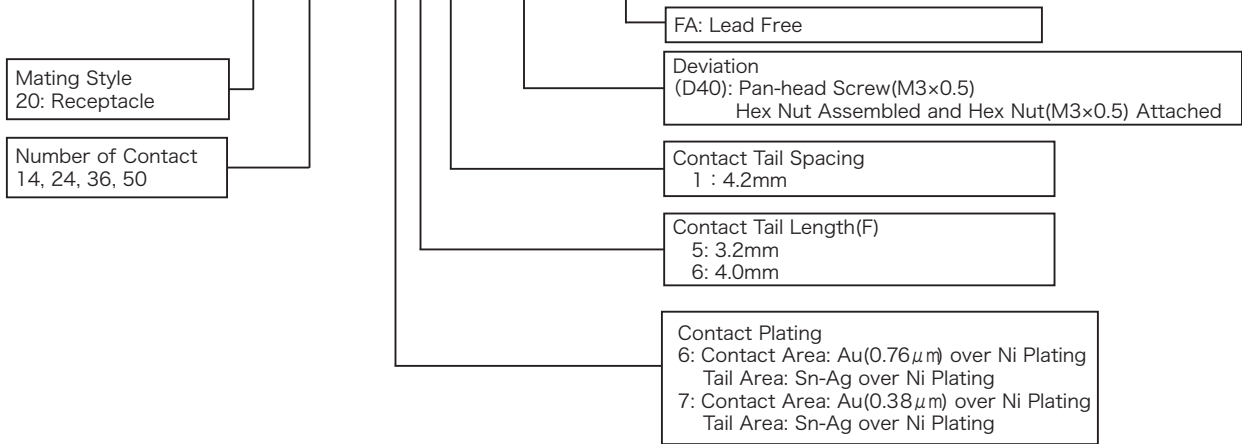 FA: Lead Free
Mating Style
20: Receptacle
Deviation
(D40): Pan-head Screw(M3×0.5)
Hex Nut Assembled and Hex Nut(M3×0.5) Attached
Number of Contact
14, 24, 36, 50
Contact Tail Spacing
1 : 4.2mm
Contact Tail Length(F)
5: 3.2mm
6: 4.0mm
Contact Plating
6: Contact Area: Au(0.76μm) over Ni Plating
Tail Area: Sn-Ag over Ni Plating
7: Contact Area: Au(0.38μm) over Ni Plating
Tail Area: Sn-Ag over Ni Plating